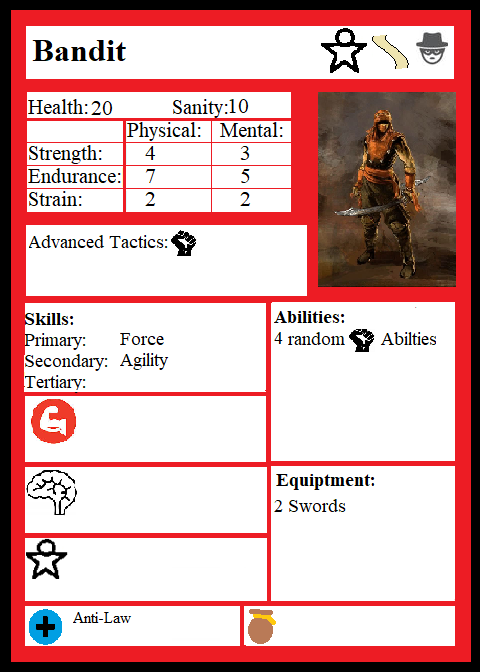 Bandit
Health: 20 Sanity: 10
Physical: Mental:
Strength: 4 3
Endurance: 7 5
Strain: 2 2
Advanced Tactics:
Skills:
Primary: Force
Secondary: Agility
Tertiary:
Abilities:
4 random Abilties
Equiptment:
2 Swords
Anti-Law